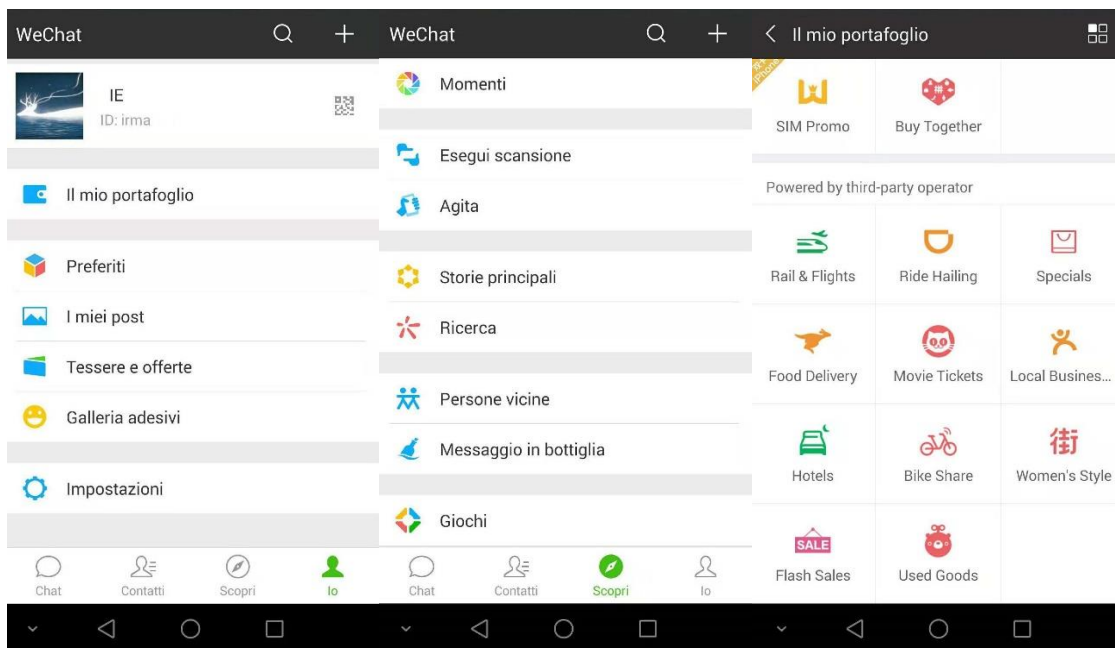 WeChat
IE
ID: irma
Il mio portafoglio
Preferiti
I miei post
Tessere e offerte
Galleria adesivi
Impostazioni
Chat Contatti Scopri Io
WeChat
Momenti
Esegui scansione
Agita
Storie principali
Ricerca
Persone vicine
Messaggio in bottiglia
Giochi
Chat Contatti Scopri Io
Il mio portafoglio
iPhone
SIM Promo Buy Together
Powered by third-party operator
Rail & Flights Ride Hailing Specials
Food Delivery Movie Tickets Local Busines...
街
Hotels Bike Share Women's Style
SALE
Flash Sales Used Goods